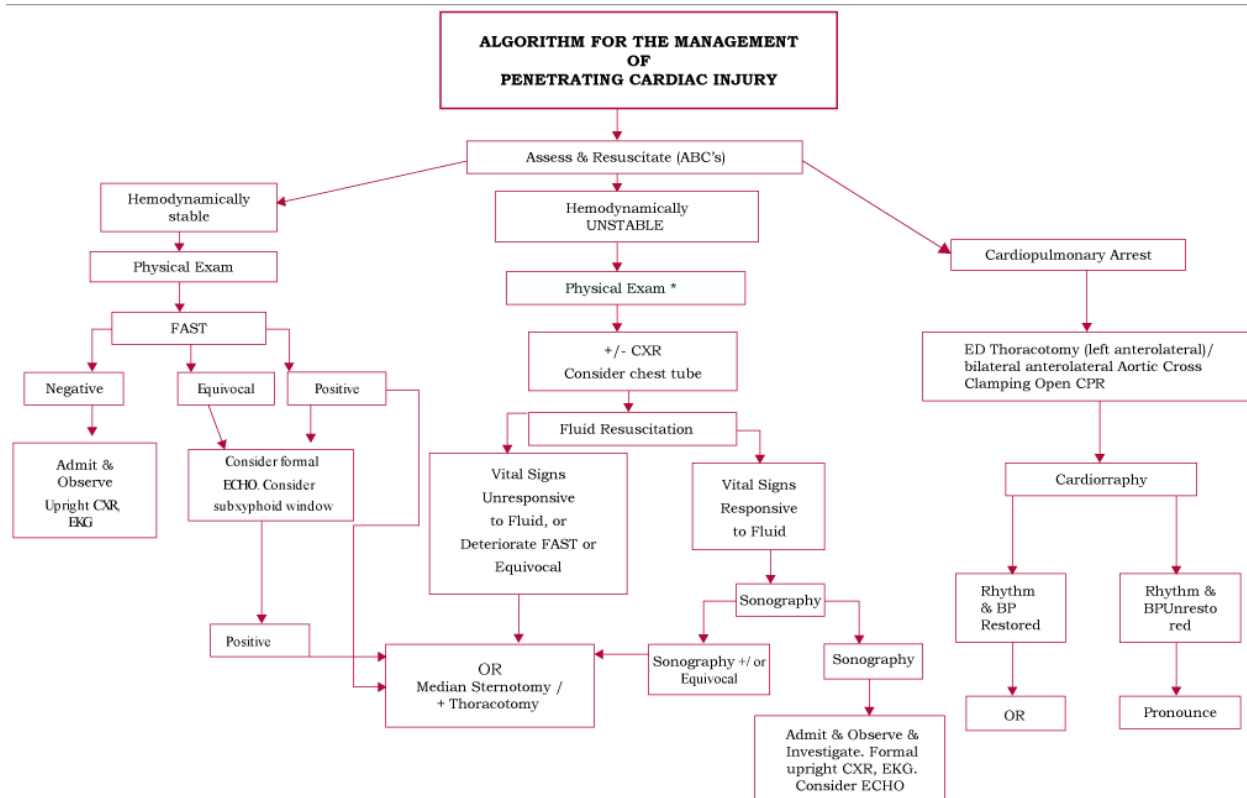 ALGORITHM FOR THE MANAGEMENT
OF
PENETRATING CARDIAC INJURY
Assess & Resuscitate (ABC's)
Hemodynamically
stable
Hemodynamically
UNSTABLE
Cardiopulmonary Arrest
Physical Exam
Physical Exam *
FAST
+/- CXR
Consider chest tube
ED Thoracotomy (left anterolateral)/
bilateral anterolateral Aortic Cross
Clamping Open CPR
Negative
Equivocal
Positive
Fluid Resuscitation
Admit &
Observe
Upright CXR,
EKG
Consider formal
ECHO. Consider
subxyphoid window
Vital Signs
Unresponsive
to Fluid, or
Deteriorate FAST or
Equivocal
Vital Signs
Responsive
to Fluid
Cardiorraphy
Sonography
Rhythm
& BP
Restored
Rhythm &
BPUnresto
red
Positive
OR
Median Sternotomy /
+ Thoracotomy
Sonography +/ or
Equivocal
Sonography
OR
Pronounce
Admit & Observe &
Investigate. Formal
upright CXR, EKG.
Consider ECHO